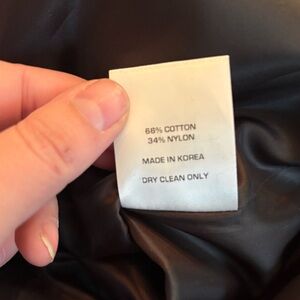 66% COTTON
34% NYLON
MADE IN KOREA
DRY CLEAN ONLY